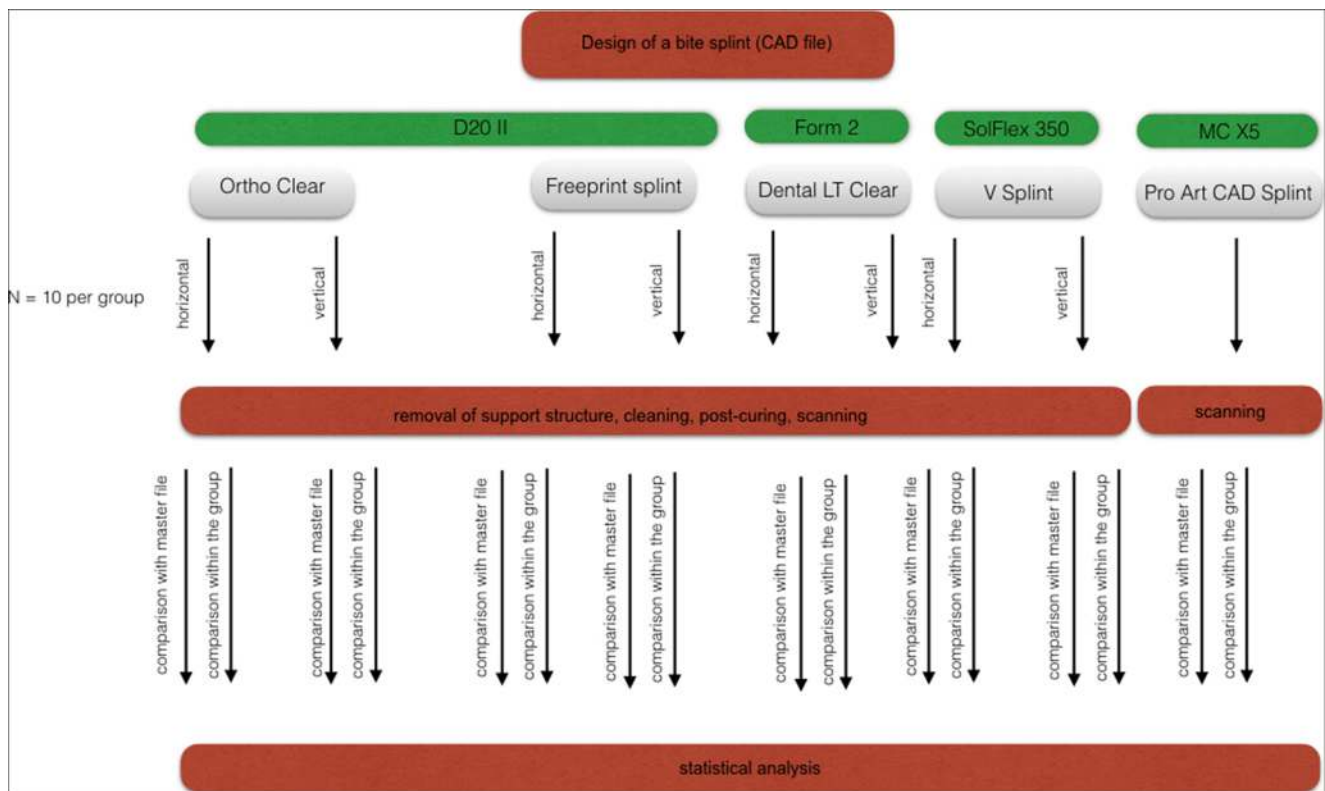 Design of a bite splint (CAD file)
D20 II
Form 2
SolFlex 350
MC X5
Ortho Clear
Freeprint splint
Dental LT Clear
V Splint
Pro Art CAD Splint
N = 10 per group
horizontal
vertical
horizontal
vertical
horizontal
vertical
horizontal
vertical
removal of support structure, cleaning, post-curing, scanning
scanning
comparison with master file
comparison within the group
comparison with master file
comparison within the group
comparison with master file
comparison within the group
comparison with master file
comparison within the group
comparison with master file
comparison within the group
comparison with master file
comparison within the group
comparison with master file
comparison within the group
comparison with master file
comparison within the group
statistical analysis